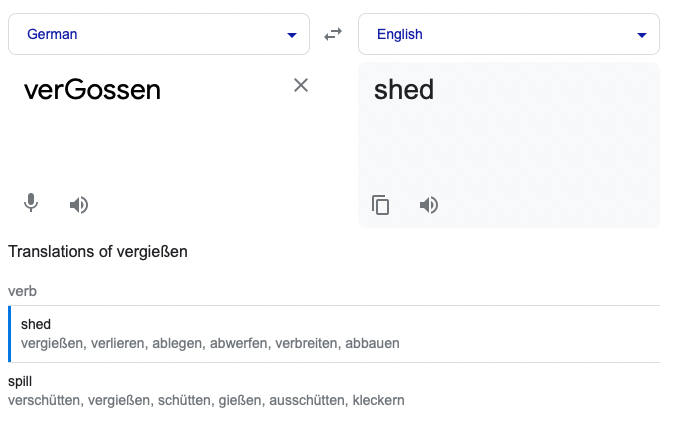 German
English
verGossen
shed
Translations of vergießen
verb
shed
vergießen, verlieren, ablegen, abwerfen, verbreiten, abbauen
spill
verschütten, vergießen, schütten, gießen, ausschütten, kleckern